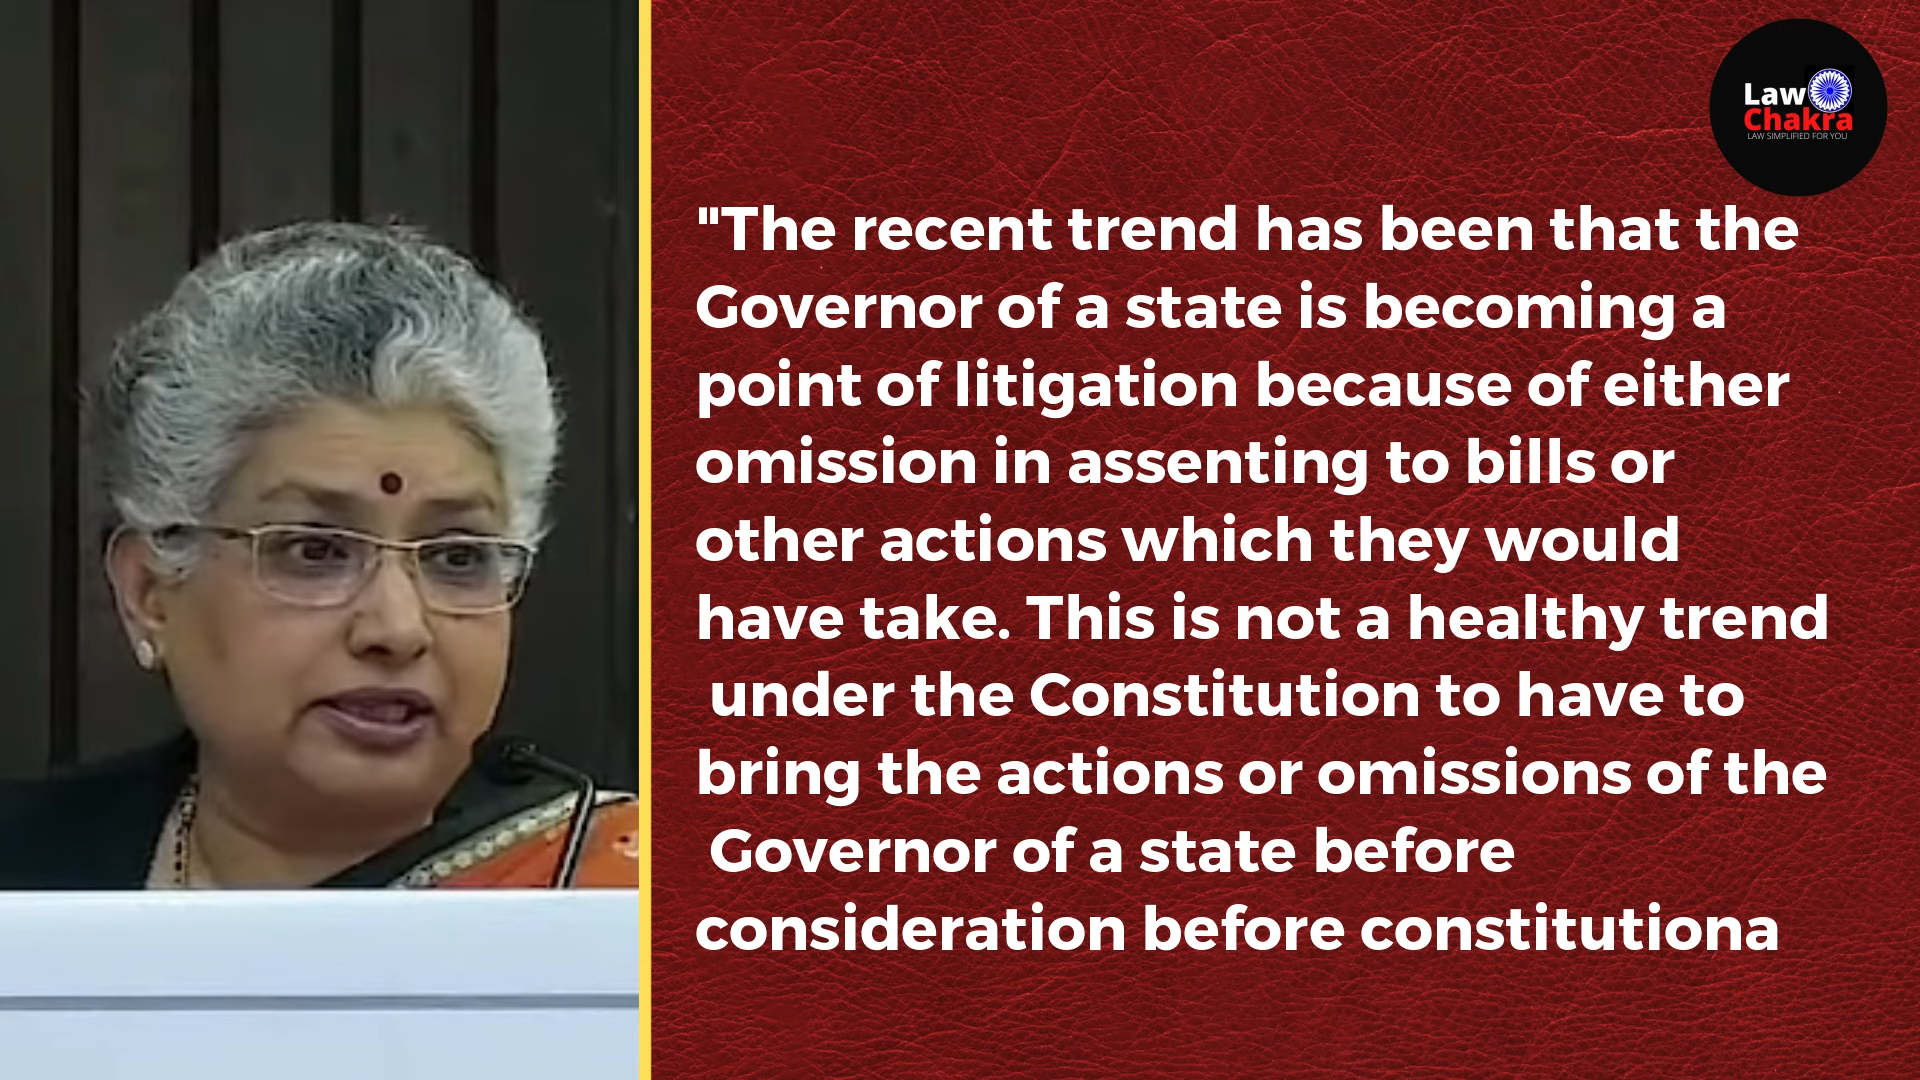 Law
Chakra
LAW SIMPLIFIED FOR YOU
"The recent trend has been that the
Governor of a state is becoming a
point of litigation because of either
omission in assenting to bills or
other actions which they would
have take. This is not a healthy trend
under the Constitution to have to
bring the actions or omissions of the
Governor of a state before
consideration before constitutiona